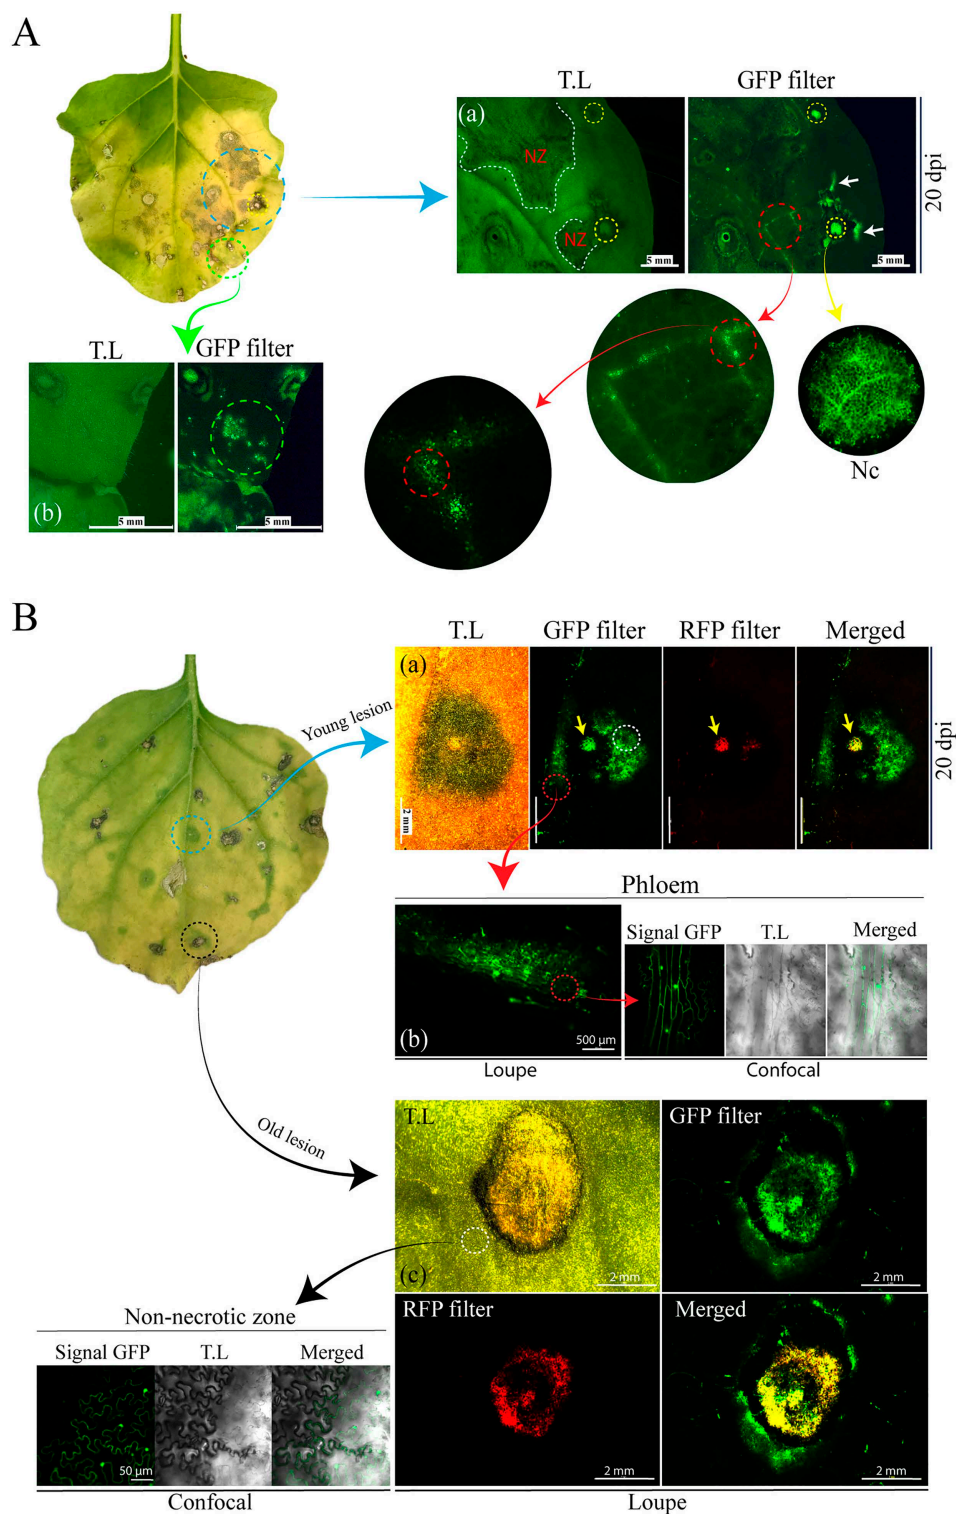 A
T.L GFP filter
(a)
NZ
NZ
5 mm
5 mm
20 dpi
T.L GFP filter
(b)
5 mm
5 mm
Nc
B
T.L GFP filter RFP filter Merged
(a)
Young lesion
2 mm
20 dpi
Phloem
Signal GFP T.L Merged
(b)
500 µm
Loupe Confocal
Old lesion
T.L GFP filter
(c)
2 mm
2 mm
Non-necrotic zone
RFP filter Merged
Signal GFP T.L Merged
50 µm
2 mm
2 mm
Confocal Loupe